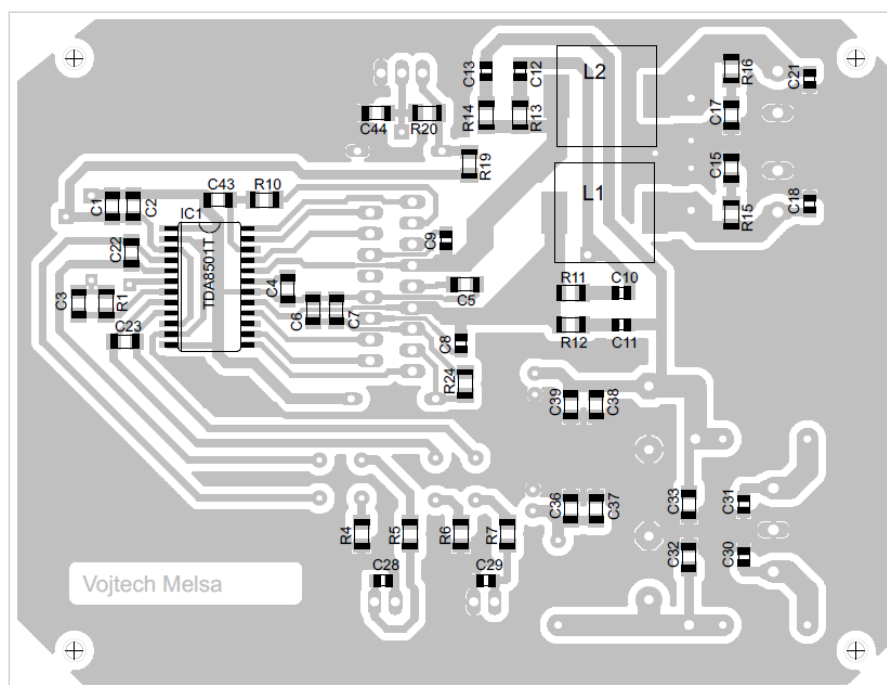 C13
C12
L2
R16
C21
C44
R20
R14
R13
C17
R19
C15
C1
C2
C43
R10
IC1
TDA8501T
L1
C18
R15
C22
C9
C3
R1
C4
C5
R11
C10
C6
C7
C23
C8
R12
C11
R24
C39
C38
C36
C37
C33
C31
R4
R5
R6
R7
C32
C30
C28
C29
Vojtech Melsa